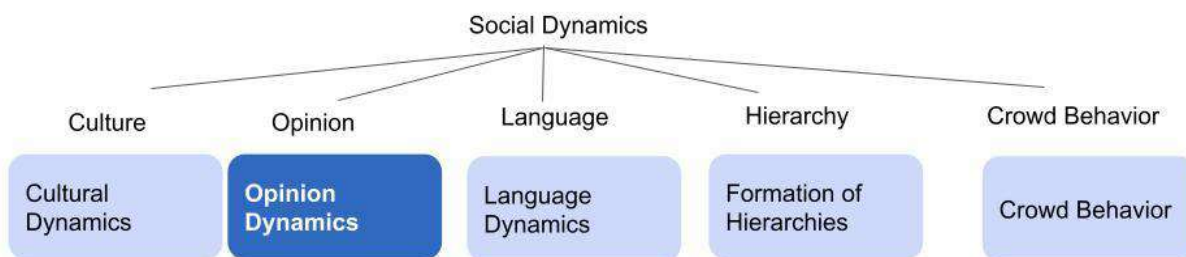 Social Dynamics
Culture
Opinion
Language
Hierarchy
Crowd Behavior
Cultural
Dynamics
Opinion
Dynamics
Language
Dynamics
Formation of
Hierarchies
Crowd Behavior